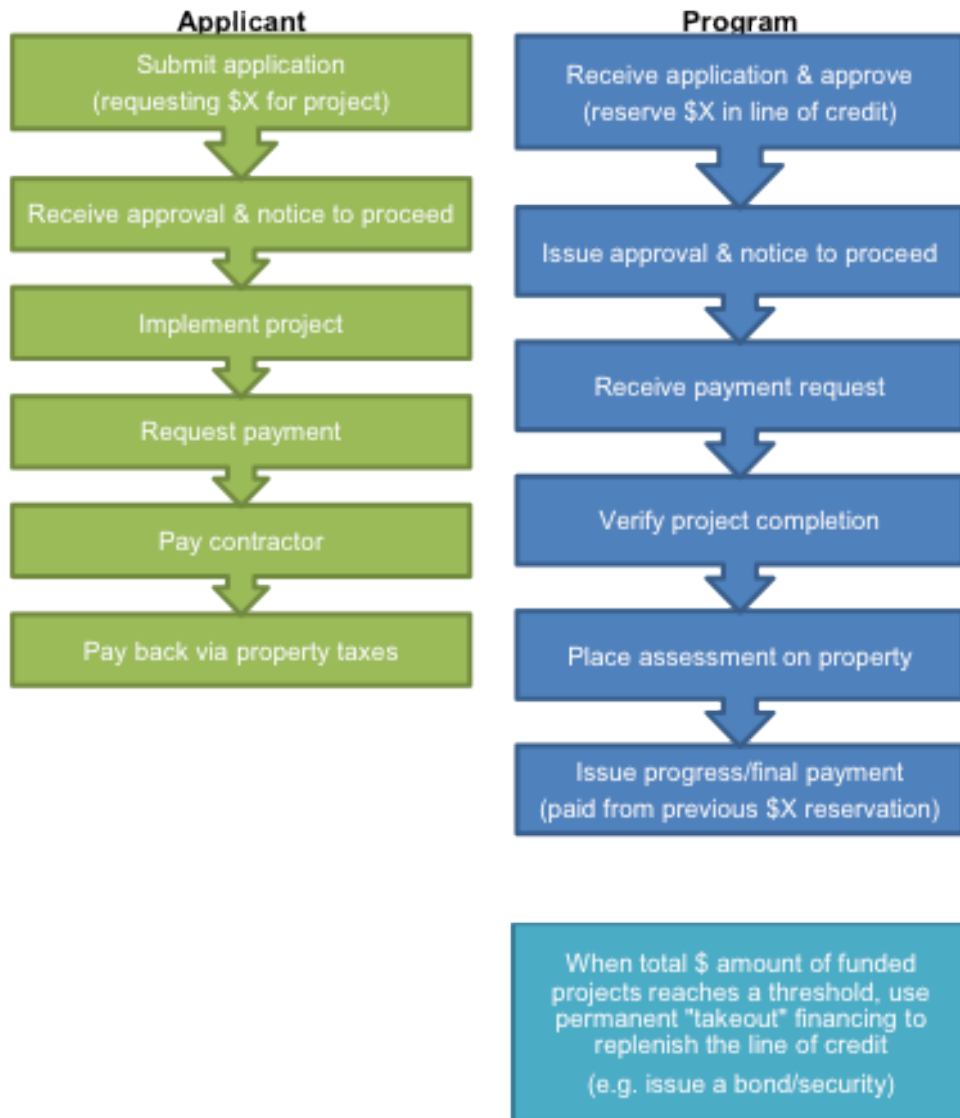 Applicant
Submit application
(requesting $X for project)
Receive approval & notice to proceed
Implement project
Request payment
Pay contractor
Pay back via property taxes
Program
Receive application & approve
(reserve $X in line of credit)
Issue approval & notice to proceed
Receive payment request
Verify project completion
Place assessment on property
Issue progress/final payment
(paid from previous $X reservation)
When total $ amount of funded
projects reaches a threshold, use
permanent "takeout" financing to
replenish the line of credit
(e.g. issue a bond/security)